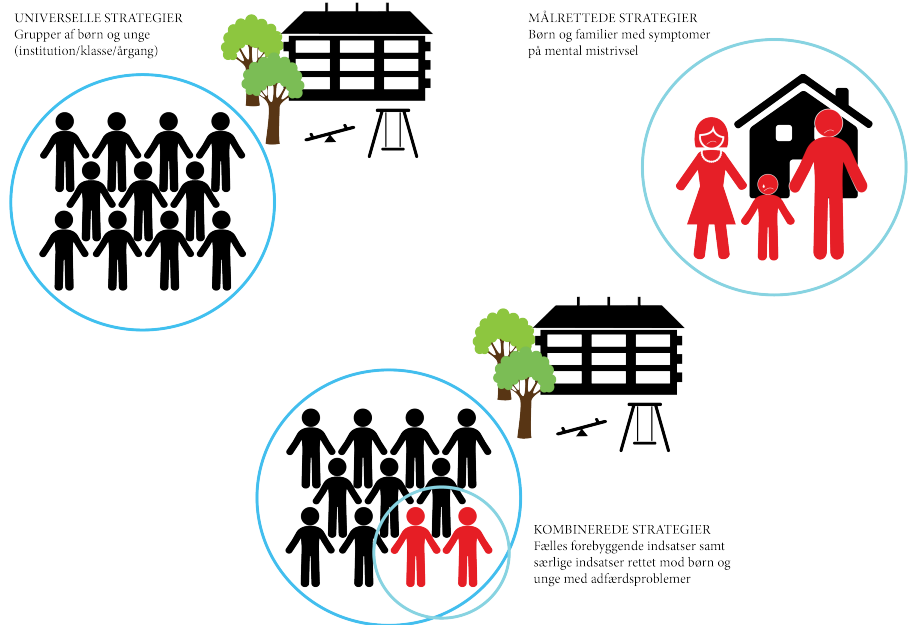 UNIVERSELLE STRATEGIER
Grupper af børn og unge
(institution/klasse/årgang)
MÅLRETTEDE STRATEGIER
Børn og familier med symptomer
på mental mistrivsel
KOMBINEREDE STRATEGIER
Fælles forebyggende indsatser samt
særlige indsatser rettet mod børn og
unge med adfærdsproblemer